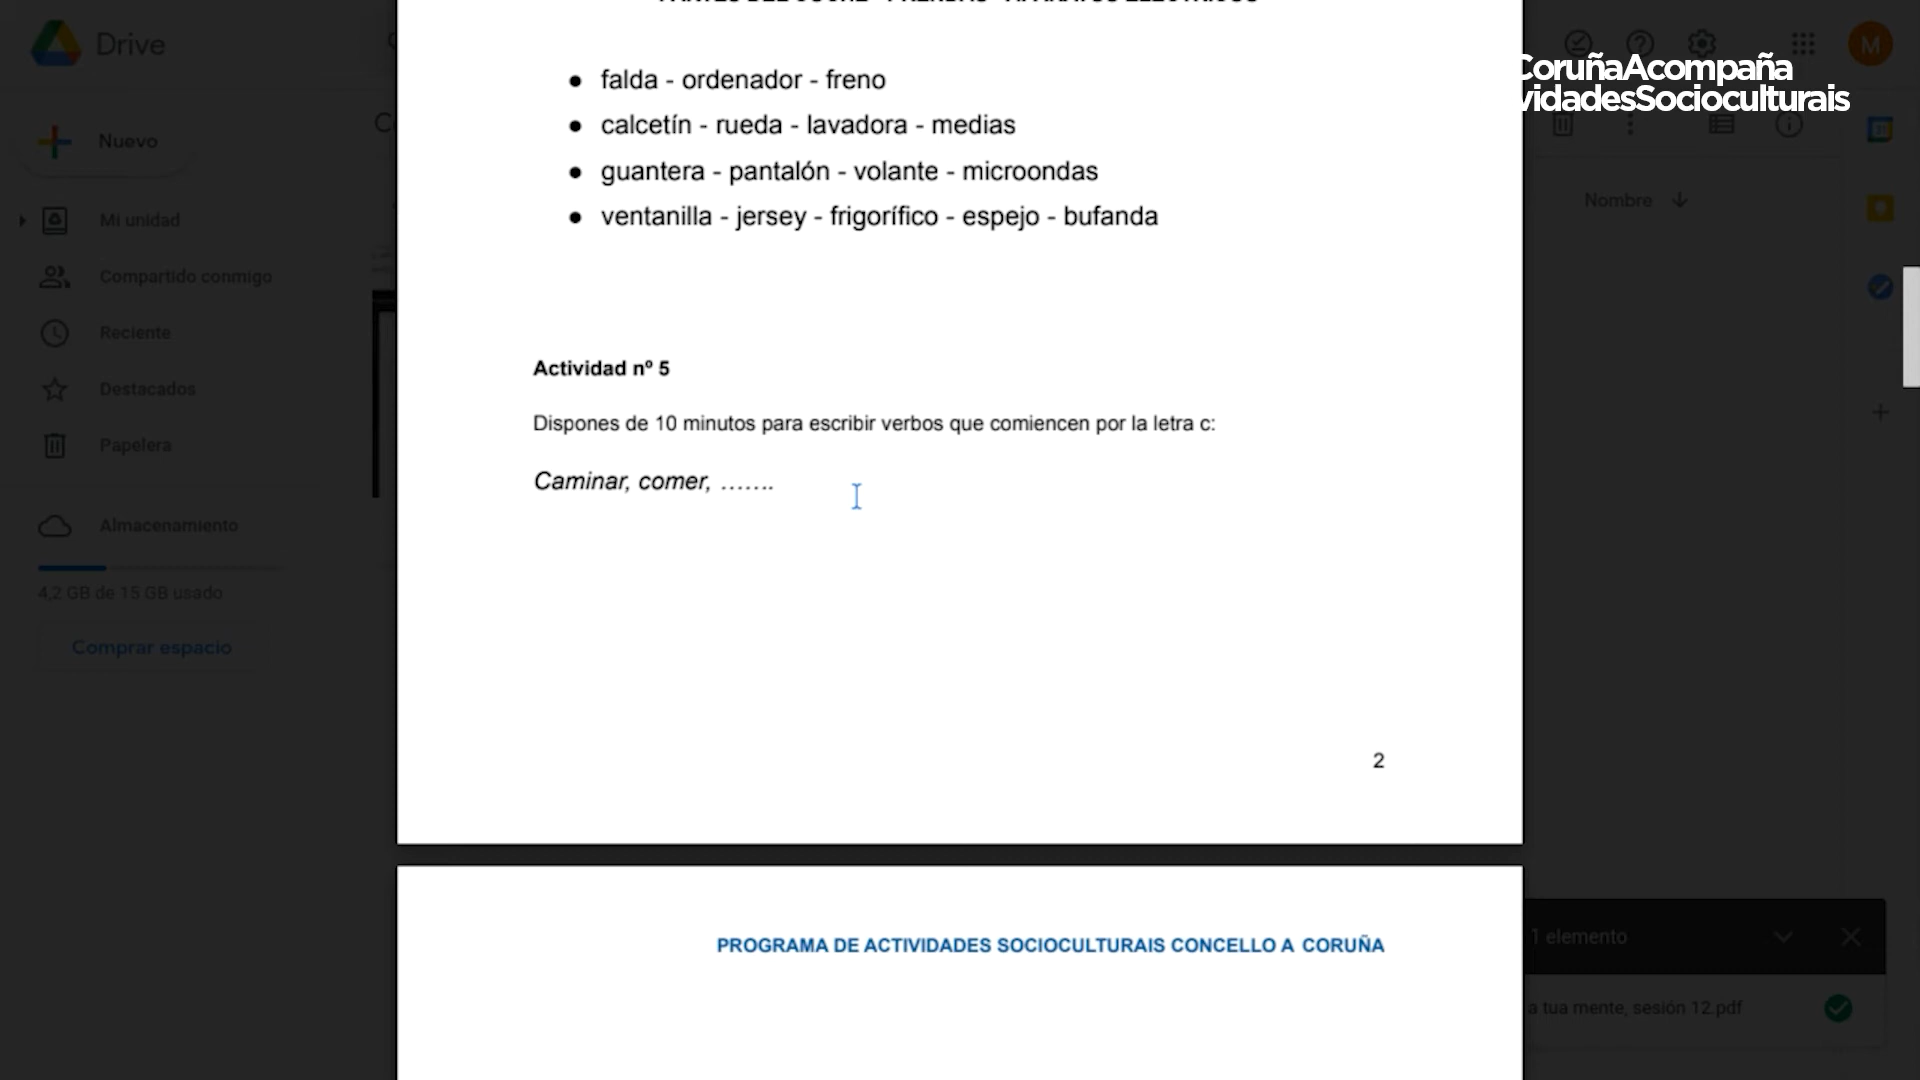 Drive
CoruñaAcompaña
vidadesSocioculturais
Nuevo
Mi unidad
Compartido conmigo
Reciente
Destacados
Papelera
Almacenamiento
4,2 GB de 15 GB usado
Comprar espacio
M
Nombre
● falda - ordenador - freno
● calcetín - rueda - lavadora - medias
● guantera - pantalón - volante - microondas
● ventanilla - jersey - frigorífico - espejo - bufanda
Actividad nº 5
Dispones de 10 minutos para escribir verbos que comiencen por la letra c:
Caminar, comer, .......
2
PROGRAMA DE ACTIVIDADES SOCIOCULTURAIS CONCELLO A CORUÑA
1 elemento
a tua mente, sesión 12.pdf